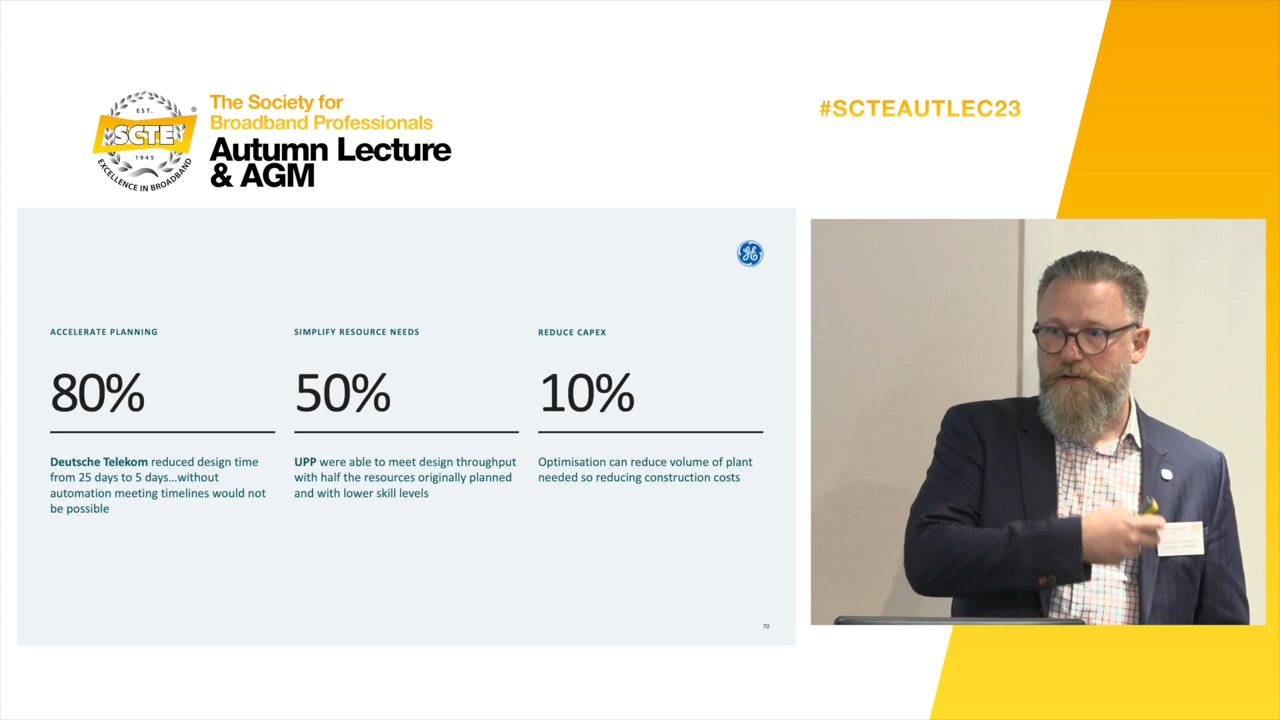 EST.
SCTE
®
1945
EXCELLENCE IN BROADBAND
The Society for
Broadband Professionals
Autumn Lecture
& AGM
#SCTEAUTLEC23
GE
ACCELERATE PLANNING
80%
Deutsche Telekom reduced design time
from 25 days to 5 days...without
automation meeting timelines would not
be possible
SIMPLIFY RESOURCE NEEDS
50%
UPP were able to meet design throughput
with half the resources originally planned
and with lower skill levels
REDUCE CAPEX
10%
Optimisation can reduce volume of plant
needed so reducing construction costs
70